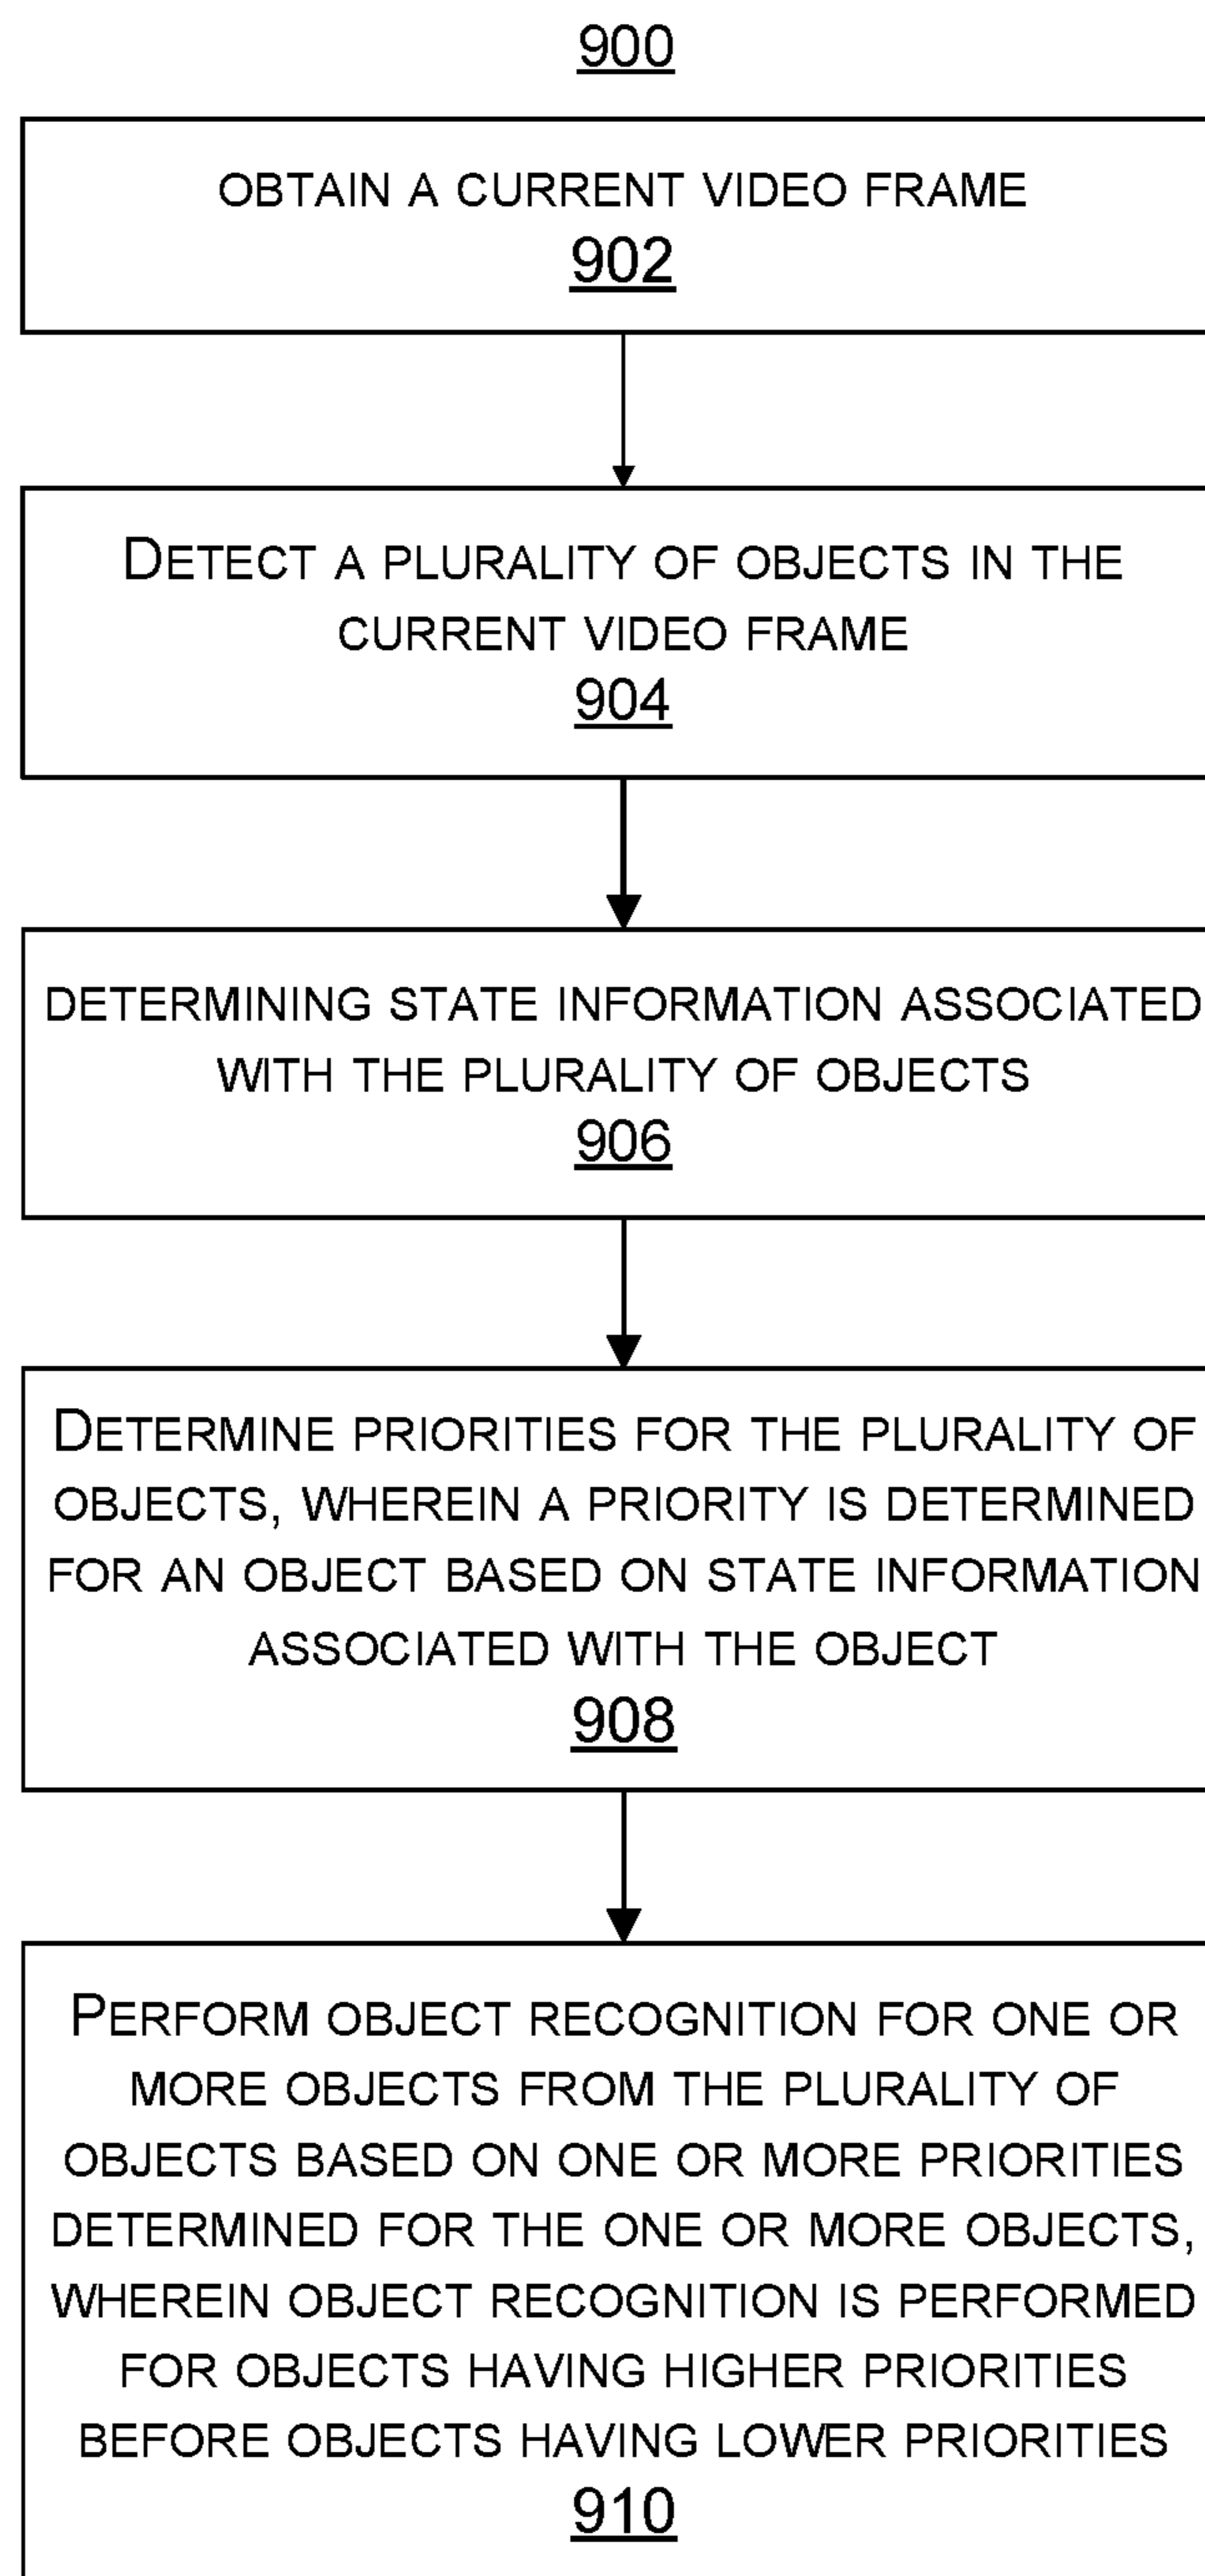 900
OBTAIN A CURRENT VIDEO FRAME
902
DETECT A PLURALITY OF OBJECTS IN THE
CURRENT VIDEO FRAME
904
DETERMINING STATE INFORMATION ASSOCIATED
WITH THE PLURALITY OF OBJECTS
906
DETERMINE PRIORITIES FOR THE PLURALITY OF
OBJECTS, WHEREIN A PRIORITY IS DETERMINED
FOR AN OBJECT BASED ON STATE INFORMATION
ASSOCIATED WITH THE OBJECT
908
PERFORM OBJECT RECOGNITION FOR ONE OR
MORE OBJECTS FROM THE PLURALITY OF
OBJECTS BASED ON ONE OR MORE PRIORITIES
DETERMINED FOR THE ONE OR MORE OBJECTS,
WHEREIN OBJECT RECOGNITION IS PERFORMED
FOR OBJECTS HAVING HIGHER PRIORITIES
BEFORE OBJECTS HAVING LOWER PRIORITIES
910